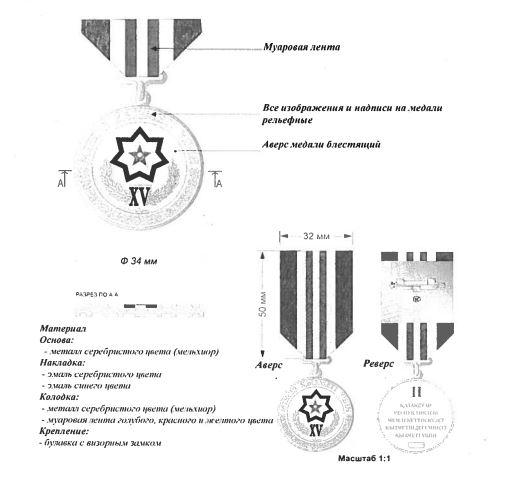 Муаровая лента
Все изображения и надписи на медали
рельефные
Аверс медали блестящий
А
А
XV
Ф 34 мм
РАЗРЕЗ ПО А А
32 мм
50 мм
Материал
Основа:
- металл серебристого цвета (мельхиор)
Накладка:
- эмаль серебристого цвета
- эмаль синего цвета
Колодка:
- металл серебристого цвета (мельхиор)
- муаровая лента голубого, красного и желтого цвета
Крепление:
- булавка с визорным замком
Аверс
Реверс
XV
II
Масштаб 1:1